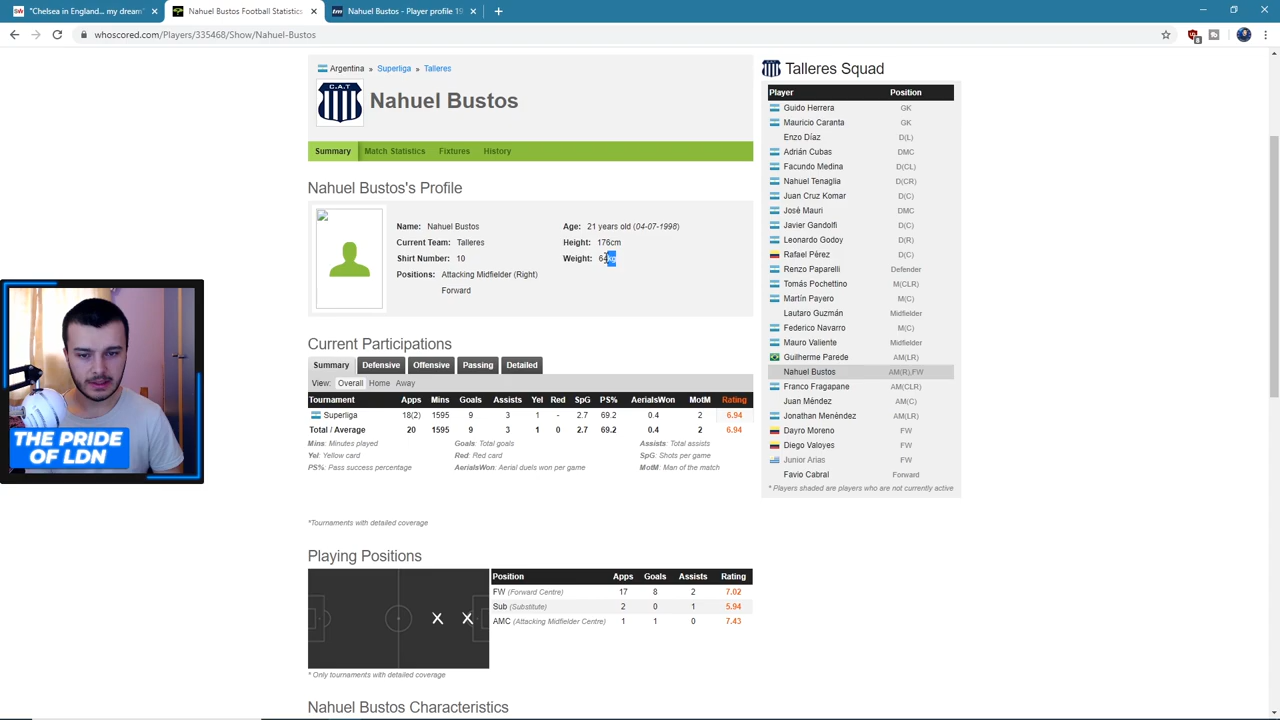 "Chelsea in England... my dream"
Nahuel Bustos Football Statistics
Nahuel Bustos - Player profile 19
whoscored.com/Players/335468/Show/Nahuel-Bustos
Argentina » Superliga » Talleres
C.A.T
Nahuel Bustos
Summary Match Statistics Fixtures History
Nahuel Bustos's Profile
Name: Nahuel Bustos
Current Team: Talleres
Shirt Number: 10
Positions: Attacking Midfielder (Right)
Forward
Age: 21 years old (04-07-1998)
Height: 176cm
Weight:
Current Participations
Summary Defensive Offensive Passing Detailed
View: Overall Home Away
Tournament Apps Mins Goals Assists Yel Red SpG PS% AerialsWon MotM Rating
Superliga 18(2) 1595 9 3 1 - 2.7 69.2 0.4 2 6.94
Total / Average 20 1595 9 3 1 0 2.7 69.2 0.4 2 6.94
Mins: Minutes played Goals: Total goals Assists: Total assists
Yel: Yellow card Red: Red card SpG: Shots per game
PS%: Pass success percentage AerialsWon: Aerial duels won per game MotM: Man of the match
*Tournaments with detailed coverage
Playing Positions
Position Apps Goals Assists Rating
FW (Forward Centre) 17 8 2 7.02
Sub (Substitute) 2 0 1 5.94
AMC (Attacking Midfielder Centre) 1 1 0 7.43
* Only tournaments with detailed coverage
Nahuel Bustos Characteristics
Talleres Squad
Player Position
Guido Herrera GK
Mauricio Caranta GK
Enzo Díaz D(L)
Adrián Cubas DMC
Facundo Medina D(CL)
Nahuel Tenaglia D(CR)
Juan Cruz Komar D(C)
José Mauri DMC
Javier Gandolfi D(C)
Leonardo Godoy D(R)
Rafael Pérez D(C)
Renzo Paparelli Defender
Tomás Pochettino M(CLR)
Martín Payero M(C)
Lautaro Guzmán Midfielder
Federico Navarro M(C)
Mauro Valiente Midfielder
Guilherme Parede AM(LR)
Nahuel Bustos AM(R),FW
Franco Fragapane AM(CLR)
Juan Méndez AM(C)
Jonathan Menéndez AM(LR)
Dayro Moreno FW
Diego Valoyes FW
Junior Arias FW
Favio Cabral Forward
* Players shaded are players who are not currently active
THE PRIDE
OF LDN